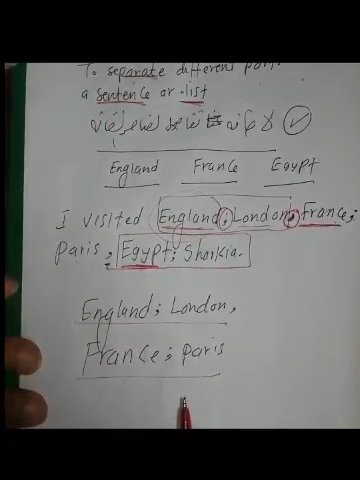 To separate different part
a sentence or list
England France Egypt
I visited England; London, France;
Paris, Egypt; Sharkia.
England; London,
France; Paris